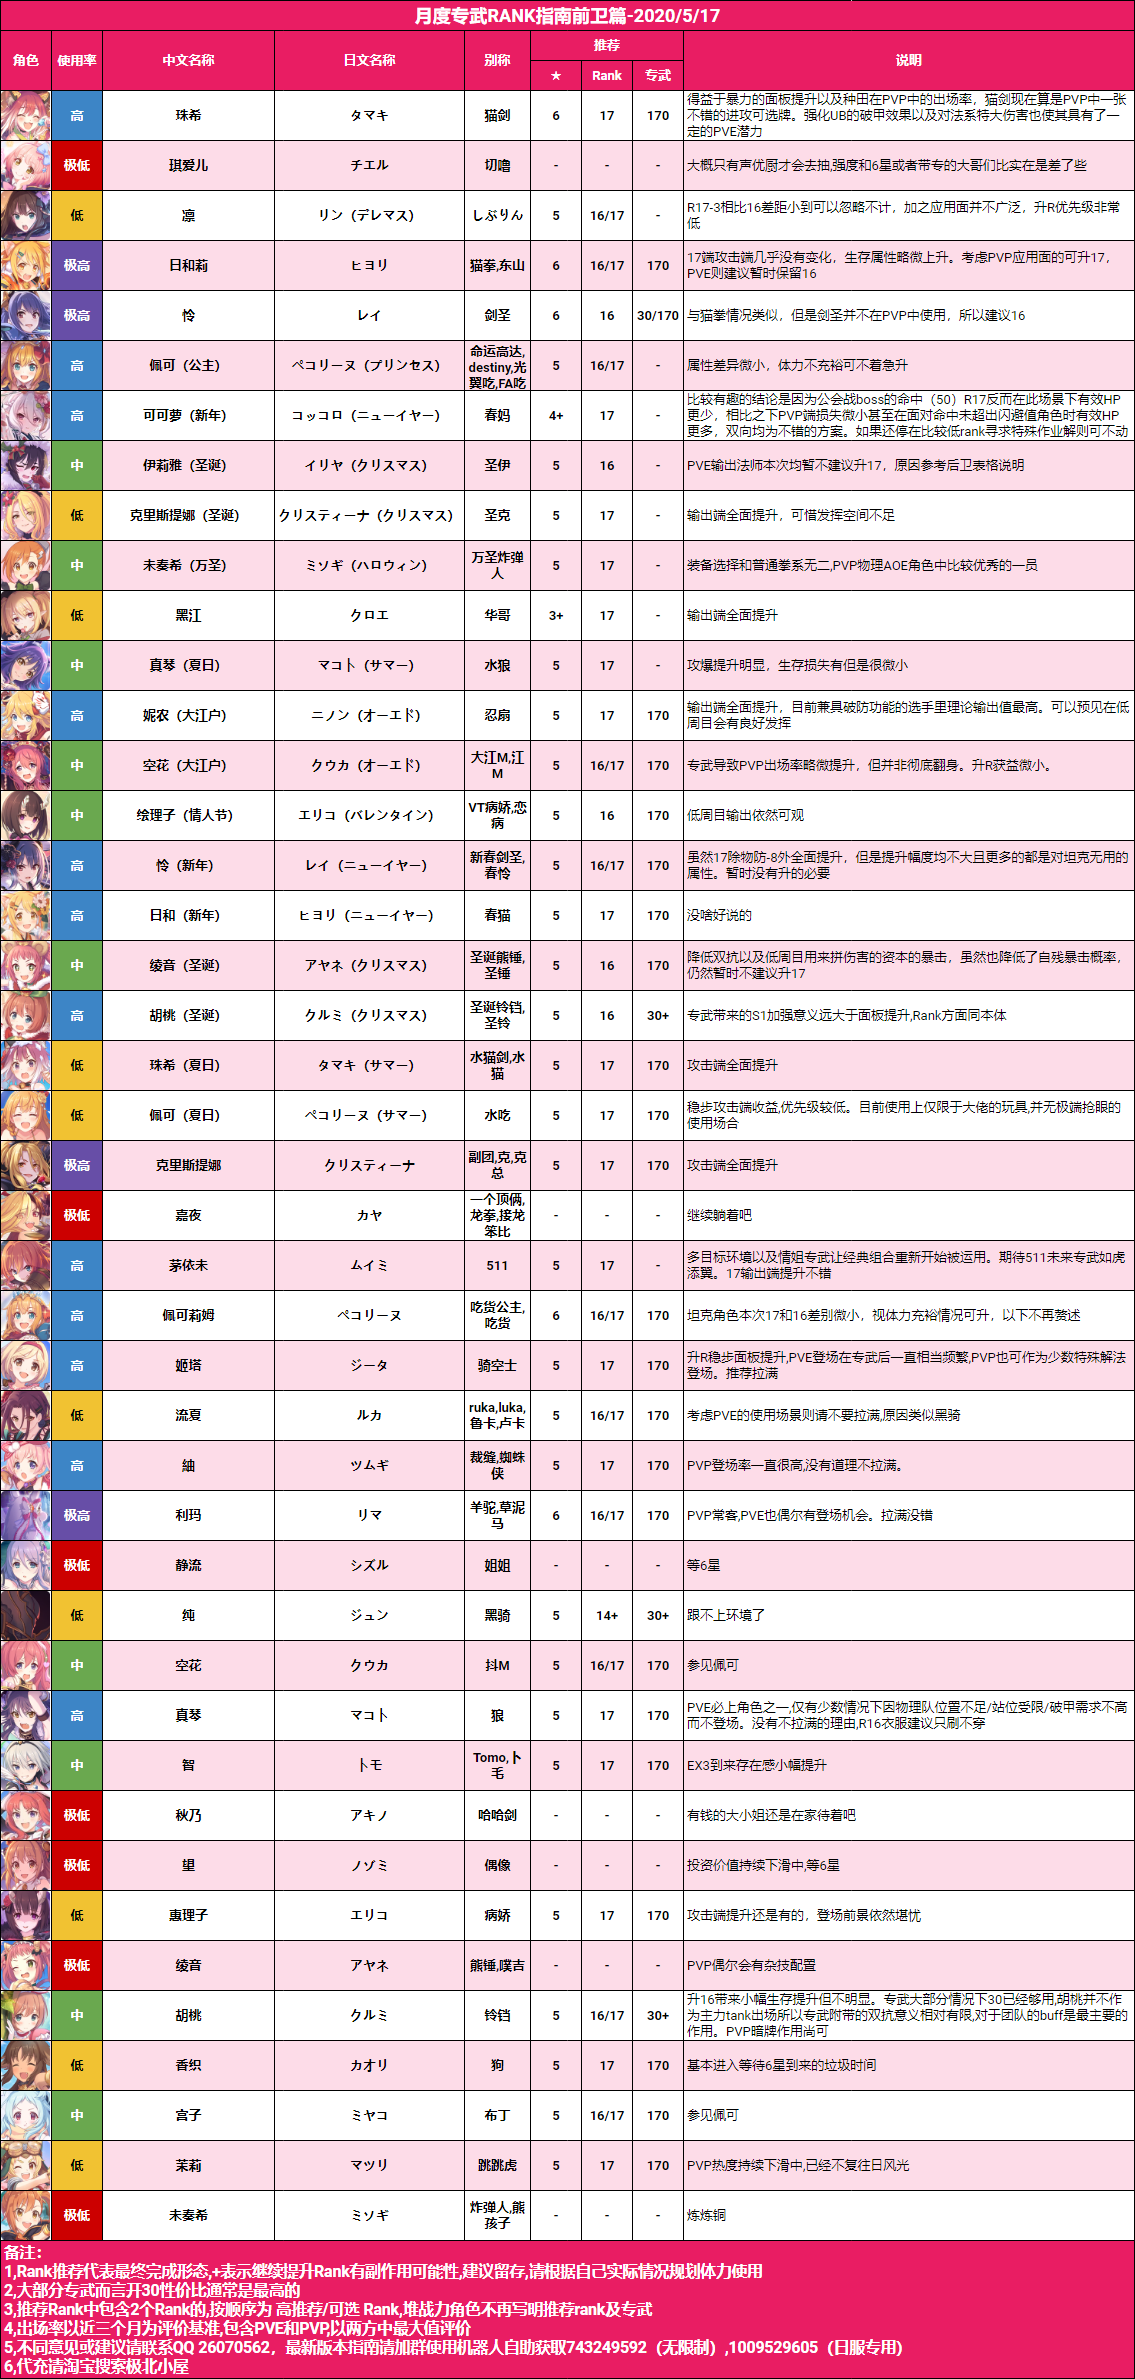 月度专武RANK指南前卫篇-2020/5/17
角色 使用率 中文名称 日文名称 别称 推荐 说明
★ Rank 专武
高 珠希 タマキ 猫剑 6 17 170
得益于暴力的面板提升以及种田在PVP中的出场率，猫剑现在算是PVP中一张
不错的进攻可选牌。强化UB的破甲效果以及对法系特大伤害也使其具有了一
定的PVE潜力
极低 琪爱儿 チエル 切噜 - - - 大概只有声优厨才会去抽,强度和6星或者带专的大哥们比实在是差了些
低 凛 リン（デレマス） しぶりん 5 16/17 -
R17-3相比16差距小到可以忽略不计，加之应用面并不广泛，升R优先级非常
低
极高 日和莉 ヒヨリ 猫拳,东山 6 16/17 170
17端攻击端几乎没有变化，生存属性略微上升。考虑PVP应用面的可升17，
PVE则建议暂时保留16
极高 怜 レイ 剑圣 6 16 30/170 与猫拳情况类似，但是剑圣并不在PVP中使用，所以建议16
高 佩可（公主） ペコリーヌ（プリンセス）
命运高达,
destiny,光
翼吃,FA吃
5 16/17 - 属性差异微小，体力不充裕可不着急升
高 可可萝（新年） コッコロ（ニューイヤー） 春妈 4+ 17 -
比较有趣的结论是因为公会战boss的命中（50）R17反而在此场景下有效HP
更少，相比之下PVP端损失微小甚至在面对命中未超出闪避值角色时有效HP
更多，双向均为不错的方案。如果还停在比较低rank寻求特殊作业解则可不动
中 伊莉雅（圣诞） イリヤ（クリスマス） 圣伊 5 16 - PVE输出法师本次均暂不建议升17，原因参考后卫表格说明
低 克里斯提娜（圣诞） クリスティーナ（クリスマス） 圣克 5 17 - 输出端全面提升，可惜发挥空间不足
中 未奏希（万圣） ミソギ（ハロウィン）
万圣炸弹
人
5 17 - 装备选择和普通拳系无二,PVP物理AOE角色中比较优秀的一员
低 黑江 クロエ 华哥 3+ 17 - 输出端全面提升
中 真琴（夏日） マコト（サマー） 水狼 5 17 - 攻爆提升明显，生存损失有但是很微小
高 妮农（大江户） ニノン（オーエド） 忍扇 5 17 170
输出端全面提升，目前兼具破防功能的选手里理论输出值最高。可以预见在低
周目会有良好发挥
中 空花（大江户） クウカ（オーエド）
大江M,江
M
5 16/17 170 专武导致PVP出场率略微提升，但并非彻底翻身。升R获益微小。
中 绘理子（情人节） エリコ（バレンタイン）
VT病娇,恋
病
5 16 170 低周目输出依然可观
高 怜（新年） レイ（ニューイヤー）
新春剑圣,
春怜
5 16/17 170
虽然17除物防-8外全面提升，但是提升幅度均不大且更多的都是对坦克无用的
属性。暂时没有升的必要
高 日和（新年） ヒヨリ（ニューイヤー） 春猫 5 17 170 没啥好说的
中 绫音（圣诞） アヤネ（クリスマス）
圣诞熊锤,
圣锤
5 16 170
降低双抗以及低周目用来拼伤害的资本的暴击，虽然也降低了自残暴击概率，
仍然暂时不建议升17
高 胡桃（圣诞） クルミ（クリスマス）
圣诞铃铛,
圣铃
5 16 30+ 专武带来的S1加强意义远大于面板提升,Rank方面同本体
低 珠希（夏日） タマキ（サマー）
水猫剑,水
猫
5 17 170 攻击端全面提升
低 佩可（夏日） ペコリーヌ（サマー） 水吃 5 17 170
稳步攻击端收益,优先级较低。目前使用上仅限于大佬的玩具,并无极端抢眼的
使用场合
极高 克里斯提娜 クリスティーナ
副团,克,克
总
5 17 170 攻击端全面提升
极低 嘉夜 カヤ
一个顶俩,
龙拳,接龙
笨比
- - - 继续躺着吧
高 茅依未 ムイミ 511 5 17 -
多目标环境以及情姐专武让经典组合重新开始被运用。期待511未来专武如虎
添翼。17输出端提升不错
高 佩可莉姆 ペコリーヌ
吃货公主,
吃货
6 16/17 170 坦克角色本次17和16差别微小，视体力充裕情况可升，以下不再赘述
高 姬塔 ジータ 骑空士 5 17 170
升R稳步面板提升,PVE登场在专武后一直相当频繁,PVP也可作为少数特殊解法
登场。推荐拉满
低 流夏 ルカ
ruka,luka,
鲁卡,卢卡
5 16/17 170 考虑PVE的使用场景则请不要拉满,原因类似黑骑
高 紬 ツムギ
裁缝,蜘蛛
侠
5 17 170 PVP登场率一直很高,没有道理不拉满。
极高 利玛 リマ
羊驼,草泥
马
6 16/17 170 PVP常客,PVE也偶尔有登场机会。拉满没错
极低 静流 シズル 姐姐 - - - 等6星
低 纯 ジュン 黑骑 5 14+ 30+ 跟不上环境了
中 空花 クウカ 抖M 5 16/17 170 参见佩可
高 真琴 マコト 狼 5 17 170
PVE必上角色之一,仅有少数情况下因物理队位置不足/站位受限/破甲需求不高
而不登场。没有不拉满的理由,R16衣服建议只刷不穿
中 智 トモ
Tomo,卜
毛
5 17 170 EX3到来存在感小幅提升
极低 秋乃 アキノ 哈哈剑 - - - 有钱的大小姐还是在家待着吧
极低 望 ノゾミ 偶像 - - - 投资价值持续下滑中,等6星
低 惠理子 エリコ 病娇 5 17 170 攻击端提升还是有的，登场前景依然堪忧
极低 绫音 アヤネ 熊锤,噗吉 - - - PVP偶尔会有杂技配置
中 胡桃 クルミ 铃铛 5 16/17 30+
升16带来小幅生存提升但不明显。专武大部分情况下30已经够用,胡桃并不作
为主力tank出场所以专武附带的双抗意义相对有限,对于团队的buff是最主要的
作用。PVP暗牌作用尚可
低 香织 カオリ 狗 5 17 170 基本进入等待6星到来的垃圾时间
中 宫子 ミヤコ 布丁 5 16/17 170 参见佩可
低 茉莉 マツリ 跳跳虎 5 17 170 PVP热度持续下滑中,已经不复往日风光
极低 未奏希 ミソギ
炸弹人,熊
孩子
- - - 炼炼铜
备注:
1,Rank推荐代表最终完成形态,+表示继续提升Rank有副作用可能性,建议留存,请根据自己实际情况规划体力使用
2,大部分专武而言开30性价比通常是最高的
3,推荐Rank中包含2个Rank的,按顺序为 高推荐/可选 Rank,堆战力角色不再写明推荐rank及专武
4,出场率以近三个月为评价基准,包含PVE和PVP,以两方中最大值评价
5,不同意见或建议请联系QQ 26070562，最新版本指南请加群使用机器人自助获取743249592（无限制）,1009529605（日服专用）
6,代充请淘宝搜索极北小屋